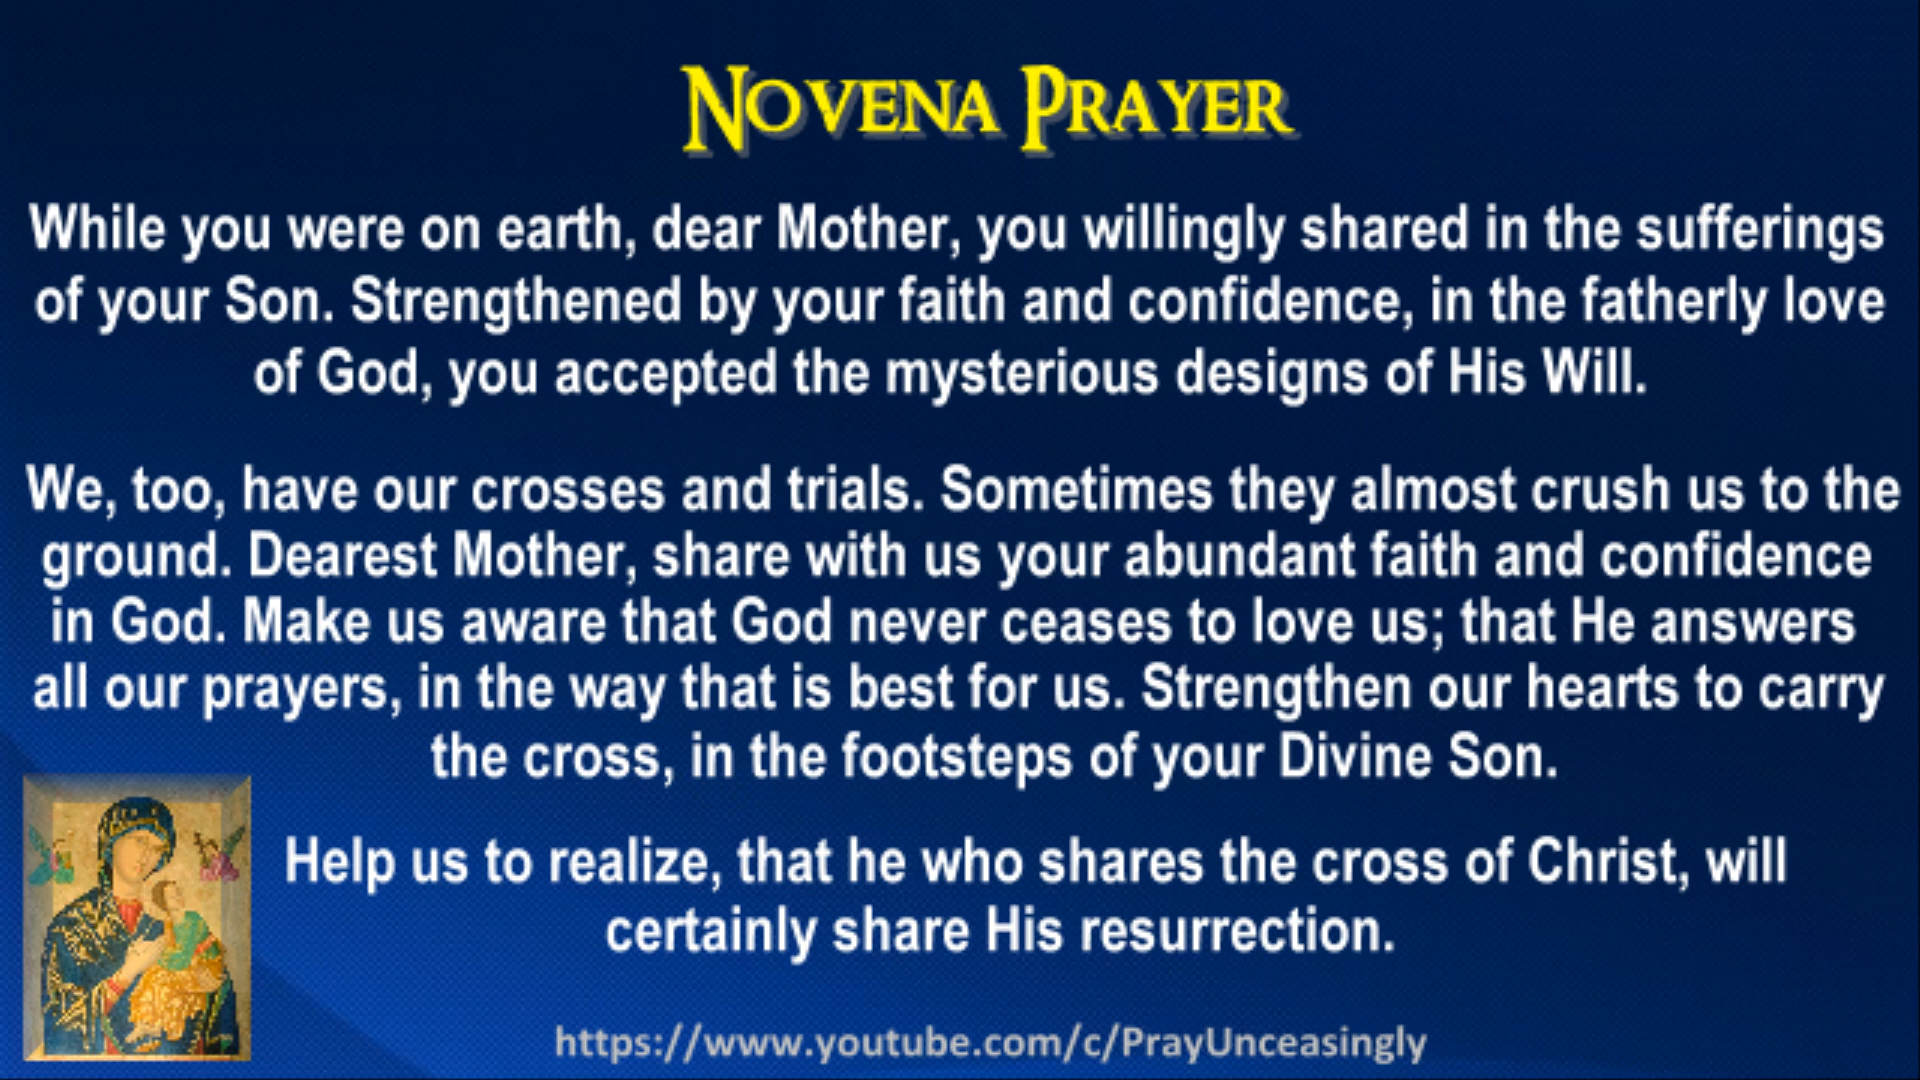 Novena Prayer
While you were on earth, dear Mother, you willingly shared in the sufferings
of your Son. Strengthened by your faith and confidence, in the fatherly love
of God, you accepted the mysterious designs of His Will.
We, too, have our crosses and trials. Sometimes they almost crush us to the
ground. Dearest Mother, share with us your abundant faith and confidence
in God. Make us aware that God never ceases to love us; that He answers
all our prayers, in the way that is best for us. Strengthen our hearts to carry
the cross, in the footsteps of your Divine Son.
Help us to realize, that he who shares the cross of Christ, will
certainly share His resurrection.
https://www.youtube.com/c/PrayUnceasingly